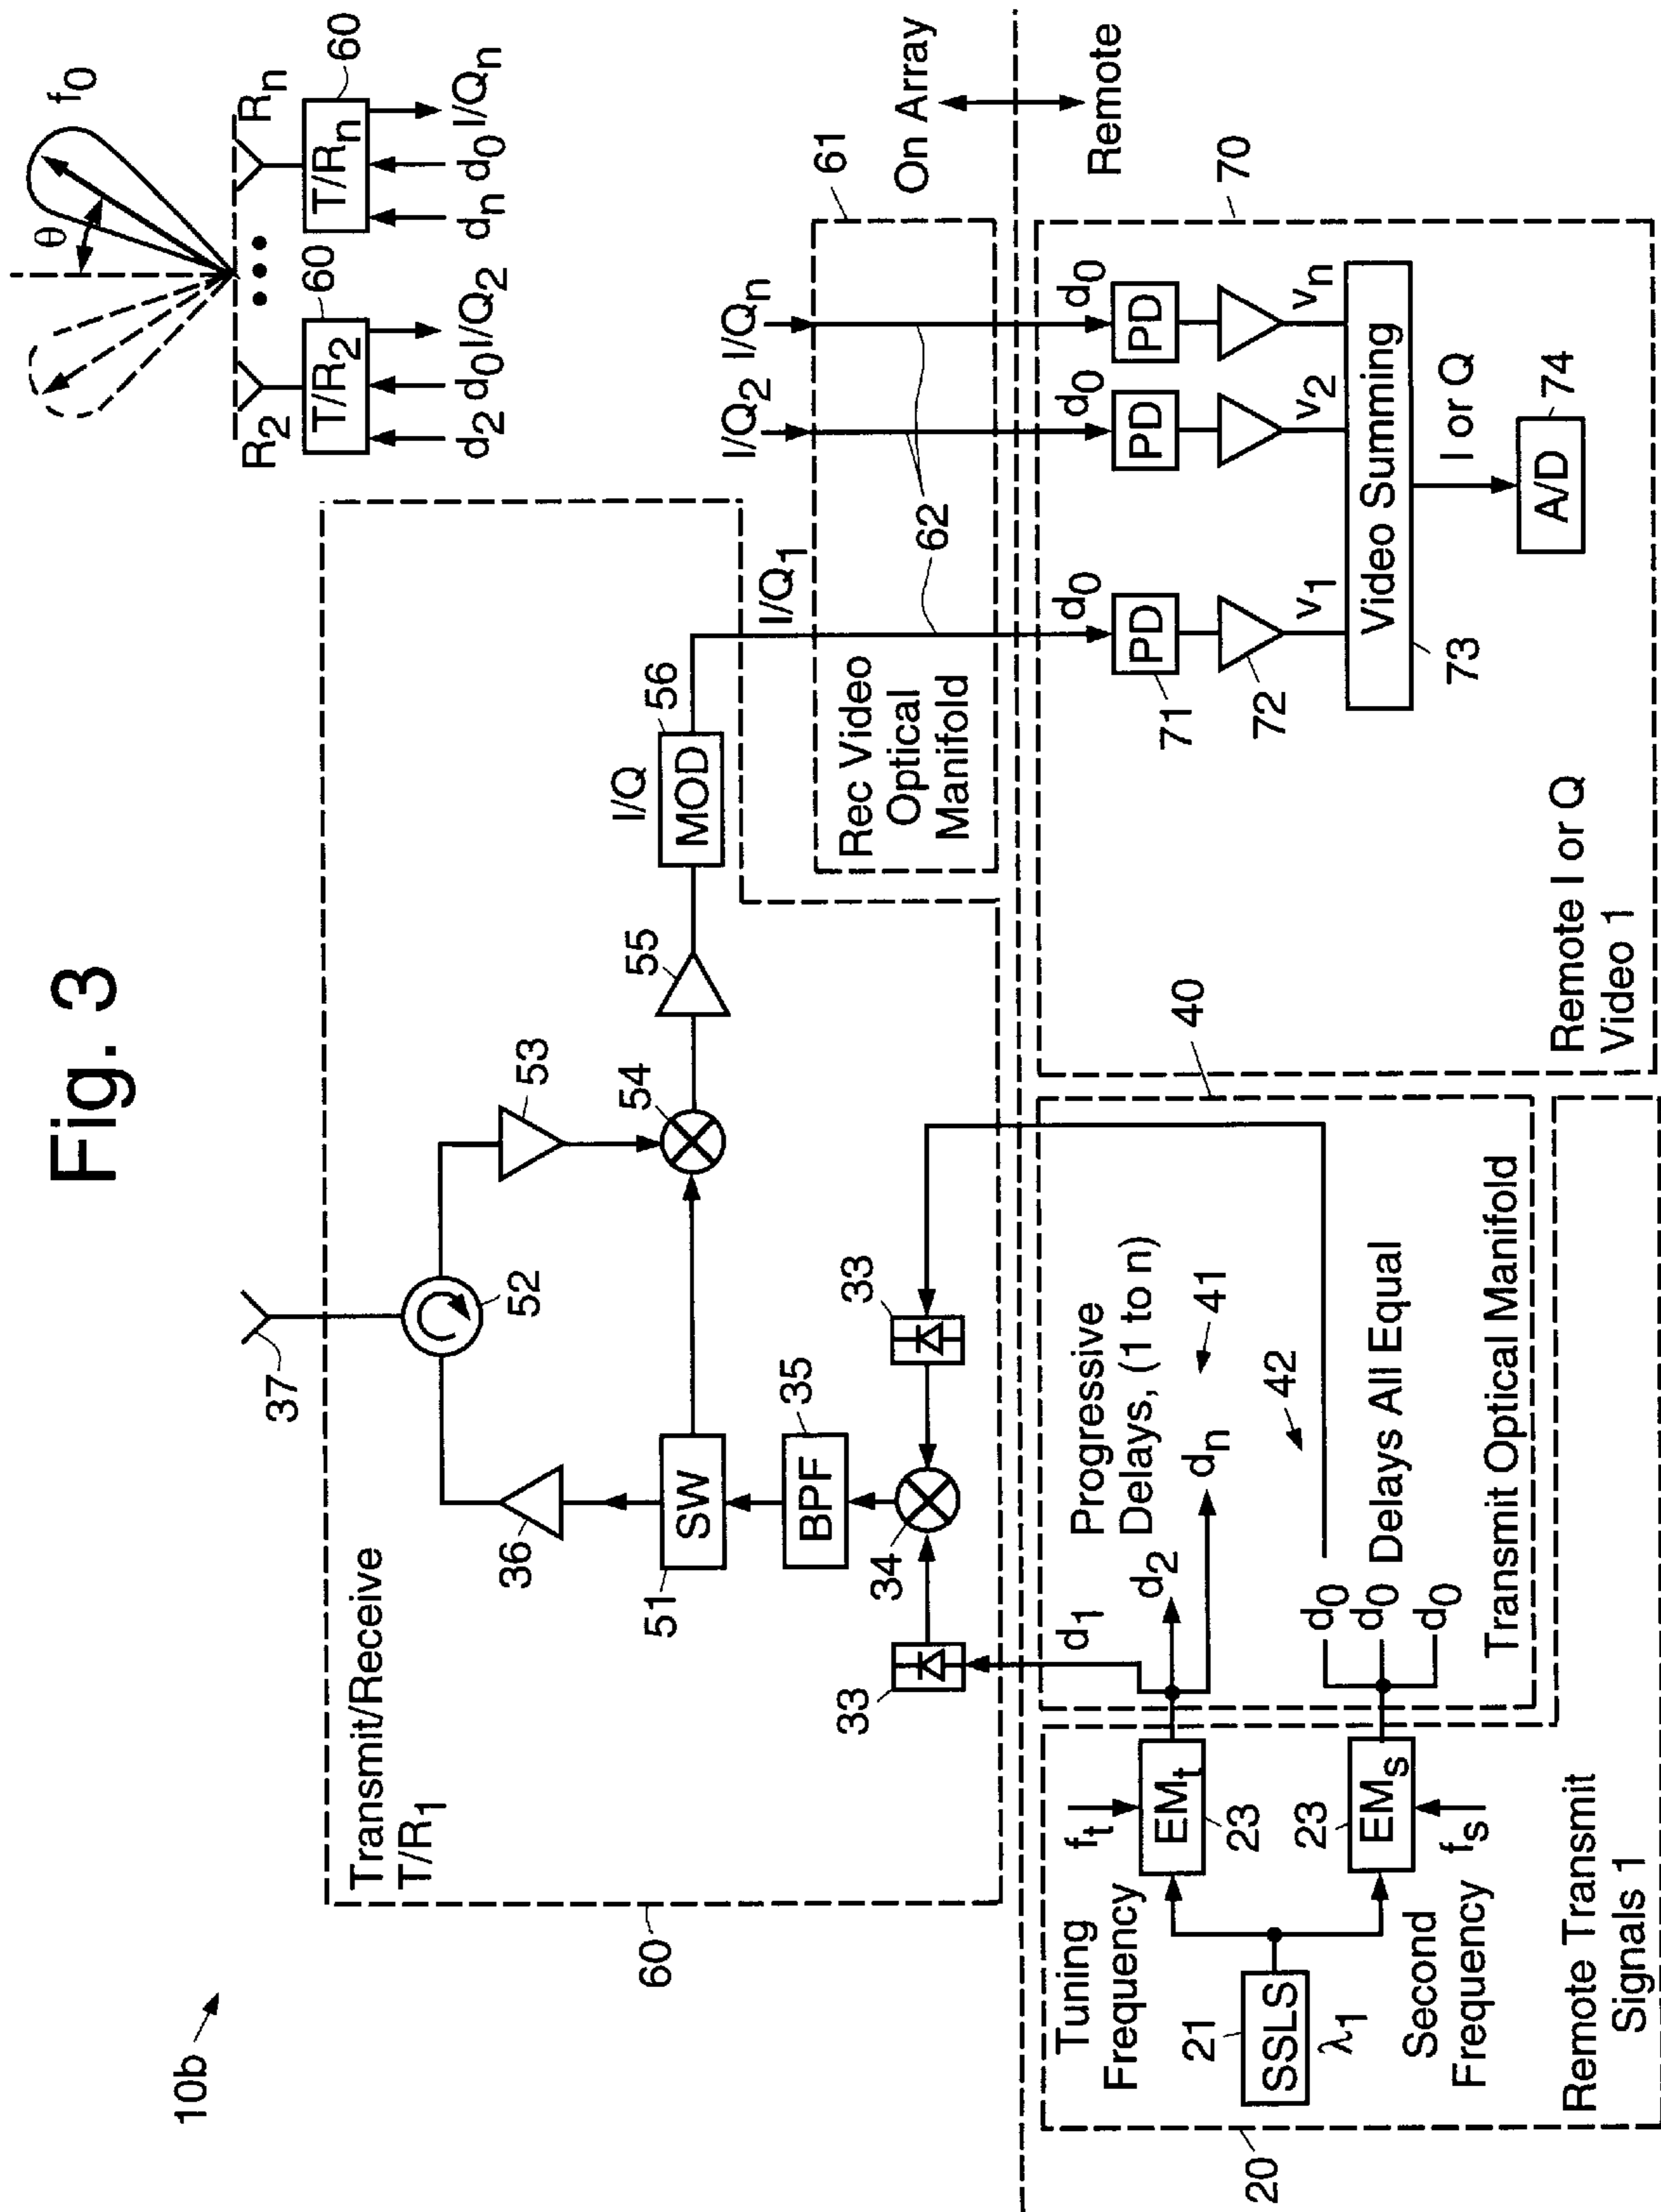 Fig. 3
10b
Transmit/Receive
T/R1
60
37
52
36
53
51
SW
35
BPF
34
33
33
54
55
I/Q
MOD
56
f0
θ
R2
Rn
60
60
T/R2
T/Rn
d2
d0
I/Q2
dn
d0
I/Qn
I/Q1
I/Q2
I/Qn
61
Rec Video
Optical
Manifold
62
On Array
Remote
20
Tuning
Frequency
ft
EMt
23
21
SSLS
λ1
Second
Frequency
23
EMs
fs
Remote Transmit
Signals 1
40
d1
d2
dn
Progressive
Delays, (1 to n)
41
42
d0
d0
d0
Delays All Equal
Transmit Optical Manifold
70
d0
d0
d0
PD
PD
PD
71
72
v1
v2
vn
Video Summing
73
I or Q
A/D
74
Remote I or Q
Video 1